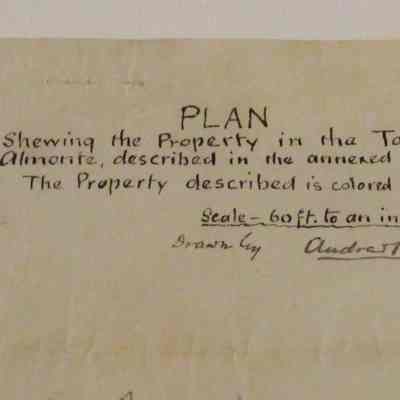 PLAN
Shewing the Property in the To
Almonte, described in the annexed
The Property described is colored
Scale - 60 ft. to an in
Drawn by